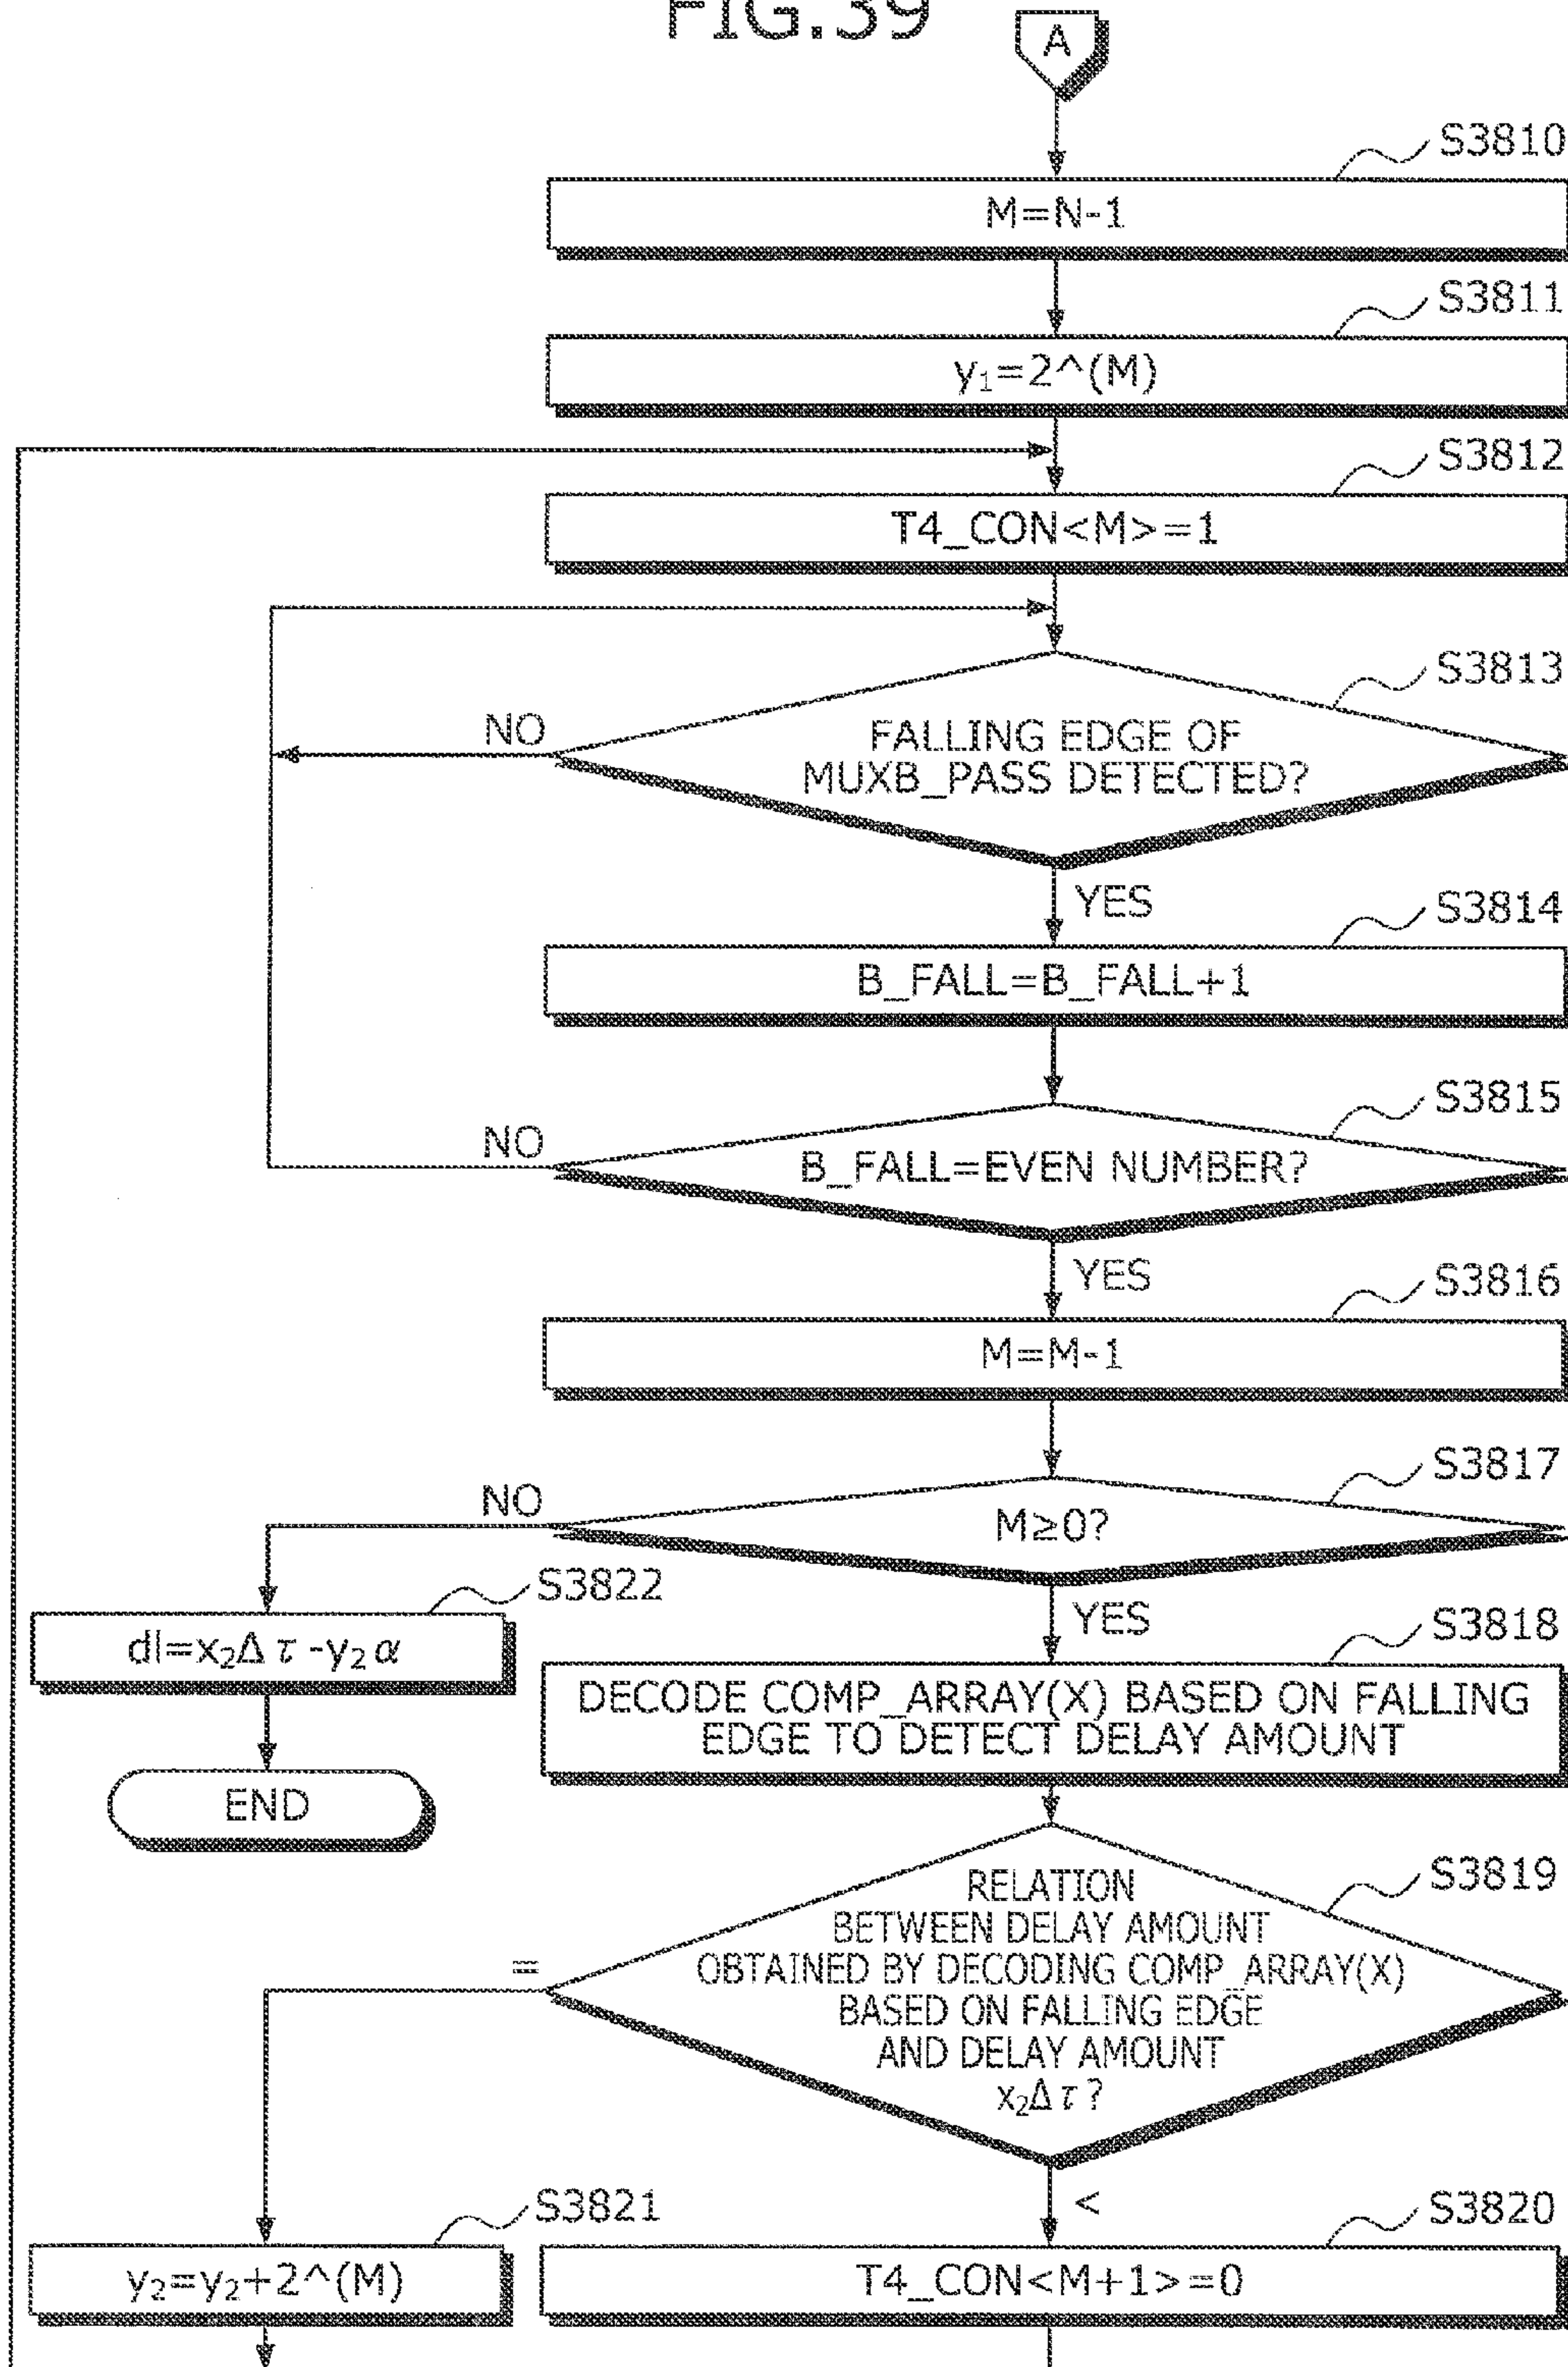 FIG.39
A
S3810
M=N-1
S3811
y₁=2^(M)
S3812
T4_CON<M>=1
S3813
NO
FALLING EDGE OF
MUXB_PASS DETECTED?
YES
S3814
B_FALL=B_FALL+1
S3815
NO
B_FALL=EVEN NUMBER?
YES
S3816
M=M-1
S3817
NO
M≥0?
S3822
YES
S3818
dl=x₂Δτ-y₂α
DECODE COMP_ARRAY(X) BASED ON FALLING
EDGE TO DETECT DELAY AMOUNT
END
S3819
RELATION
BETWEEN DELAY AMOUNT
=
OBTAINED BY DECODING COMP_ARRAY(X)
BASED ON FALLING EDGE
AND DELAY AMOUNT
x₂Δτ?
S3821
<
S3820
y₂=y₂+2^(M)
T4_CON<M+1>=0